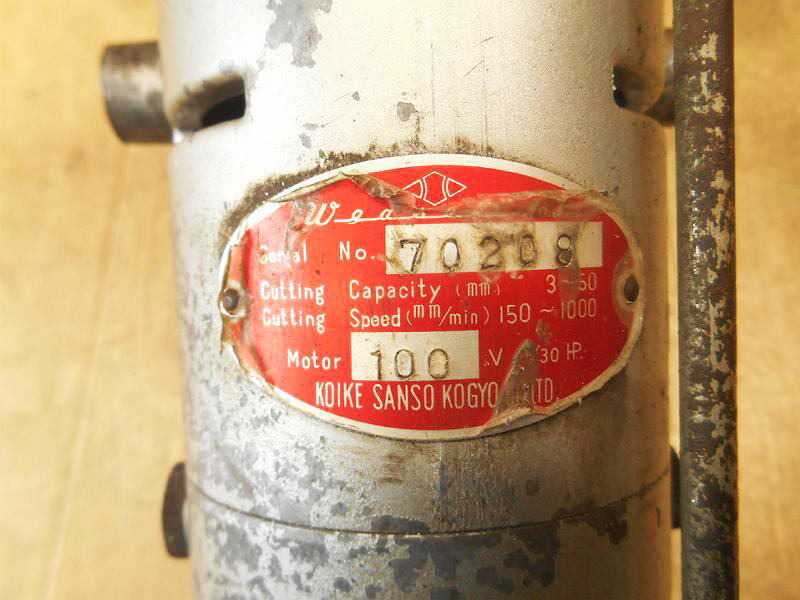 Serial No. 70208
Cutting Capacity (mm) 3~50
Cutting Speed (mm/min) 150~1000
Motor 100 V /30 HP.
KOIKE SANSO KOGYO LTD.